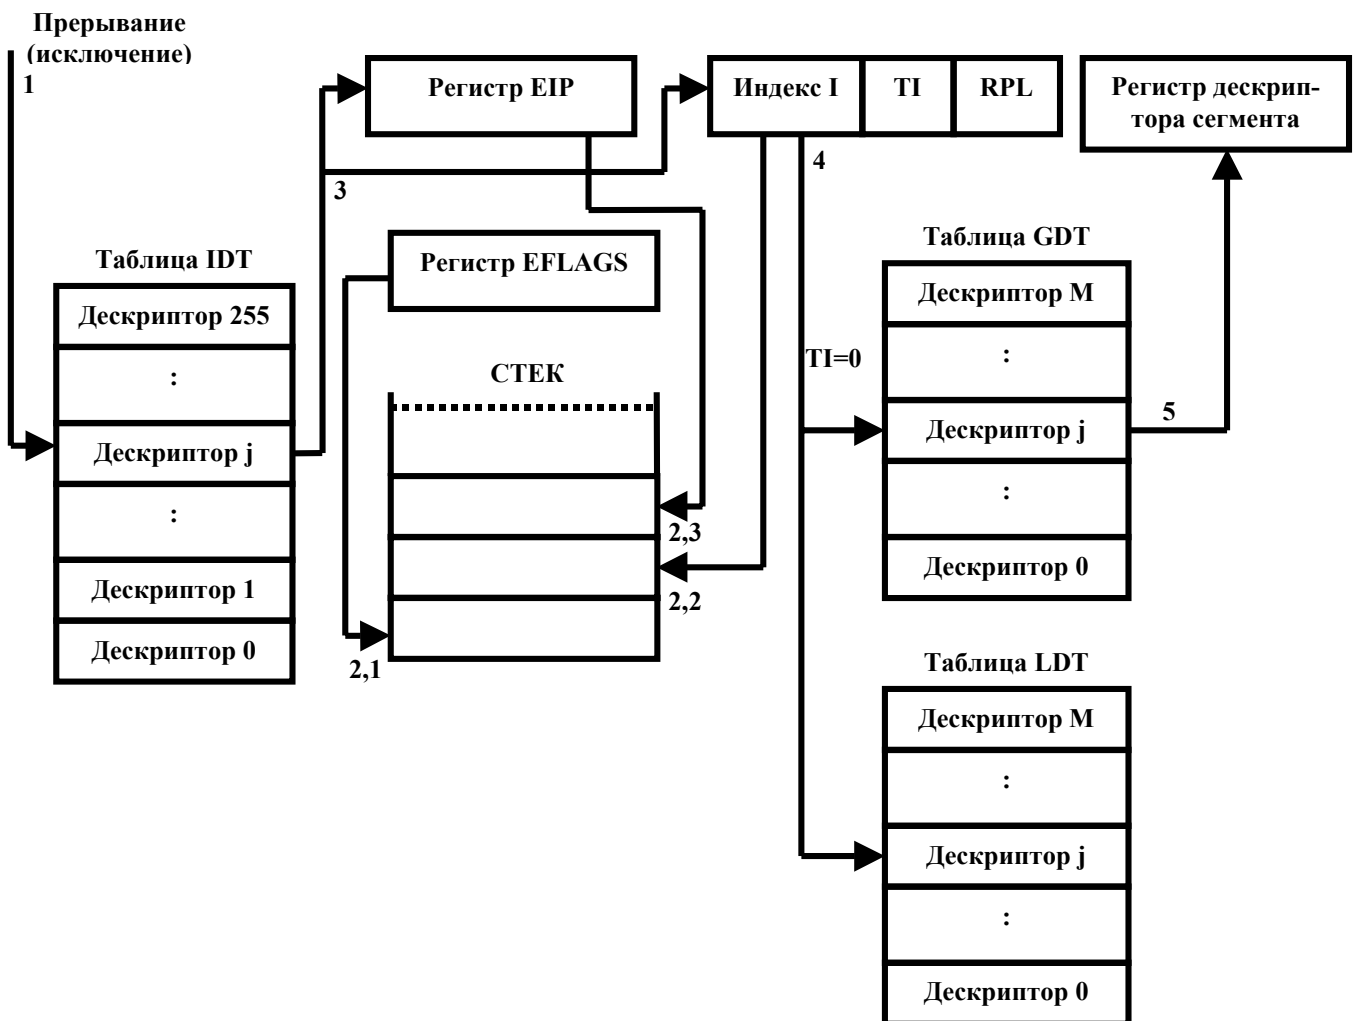 Прерывание
(исключение)
1
Регистр EIP
Индекс I
TI
RPL
Регистр дескрип-
тора сегмента
3
4
Таблица IDT
Регистр EFLAGS
Таблица GDT
Дескриптор 255
:
Дескриптор j
:
Дескриптор 1
Дескриптор 0
СТЕК
2,3
2,2
2,1
TI=0
Дескриптор M
:
Дескриптор j
:
Дескриптор 0
5
Таблица LDT
Дескриптор M
:
Дескриптор j
:
Дескриптор 0